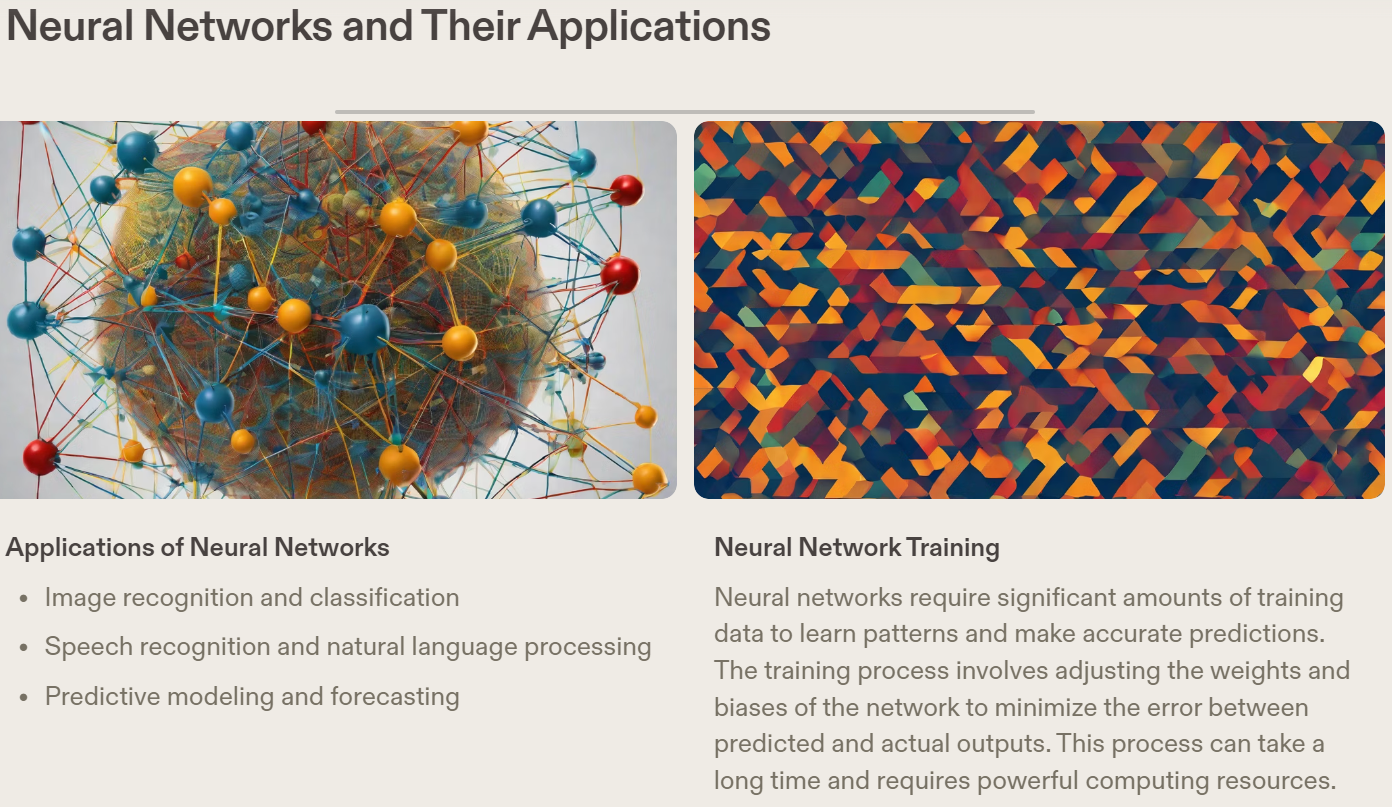 Neural Networks and Their Applications
Applications of Neural Networks
• Image recognition and classification
• Speech recognition and natural language processing
• Predictive modeling and forecasting
Neural Network Training
Neural networks require significant amounts of training
data to learn patterns and make accurate predictions.
The training process involves adjusting the weights and
biases of the network to minimize the error between
predicted and actual outputs. This process can take a
long time and requires powerful computing resources.